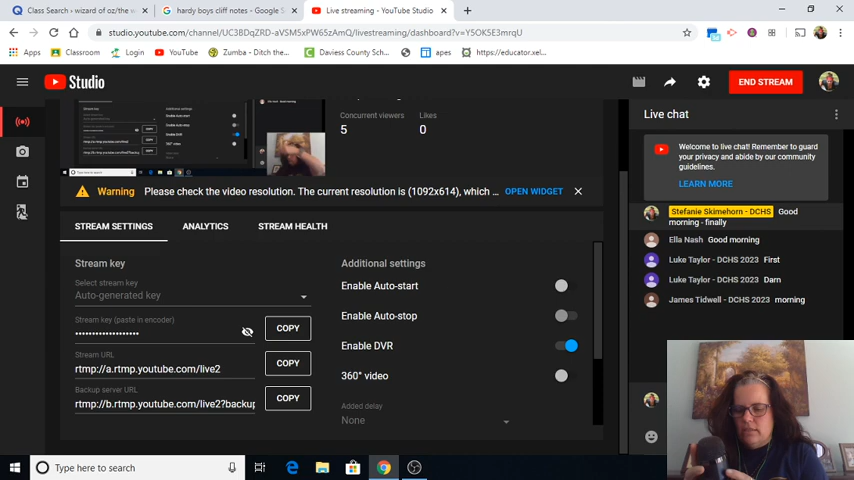 Class Search › wizard of oz/the w
hardy boys cliff notes - Google S
Live streaming - YouTube Studio
studio.youtube.com/channel/UC3BDqZRD-aVSM5xPW65zAmQ/livestreaming/dashboard?v=Y5OK5E3mrqU
Apps
Classroom
Login
YouTube
Zumba - Ditch the...
Daviess County Sch...
apes
https://educator.xel...
Studio
END STREAM
Concurrent viewers
Likes
5
0
Warning Please check the video resolution. The current resolution is (1092x614), which ... OPEN WIDGET
STREAM SETTINGS
ANALYTICS
STREAM HEALTH
Stream key
Select stream key
Auto-generated key
Stream key (paste in encoder)
••••••••••••••••••••
COPY
Stream URL
rtmp://a.rtmp.youtube.com/live2
COPY
Backup server URL
rtmp://b.rtmp.youtube.com/live2?backup
COPY
Additional settings
Enable Auto-start
Enable Auto-stop
Enable DVR
360° video
Added delay
None
Live chat
Welcome to live chat! Remember to guard
your privacy and abide by our community
guidelines.
LEARN MORE
Stefanie Skimehorn - DCHS Good
morning - finally
Ella Nash Good morning
Luke Taylor - DCHS 2023 First
Luke Taylor - DCHS 2023 Darn
James Tidwell - DCHS 2023 morning
Type here to search